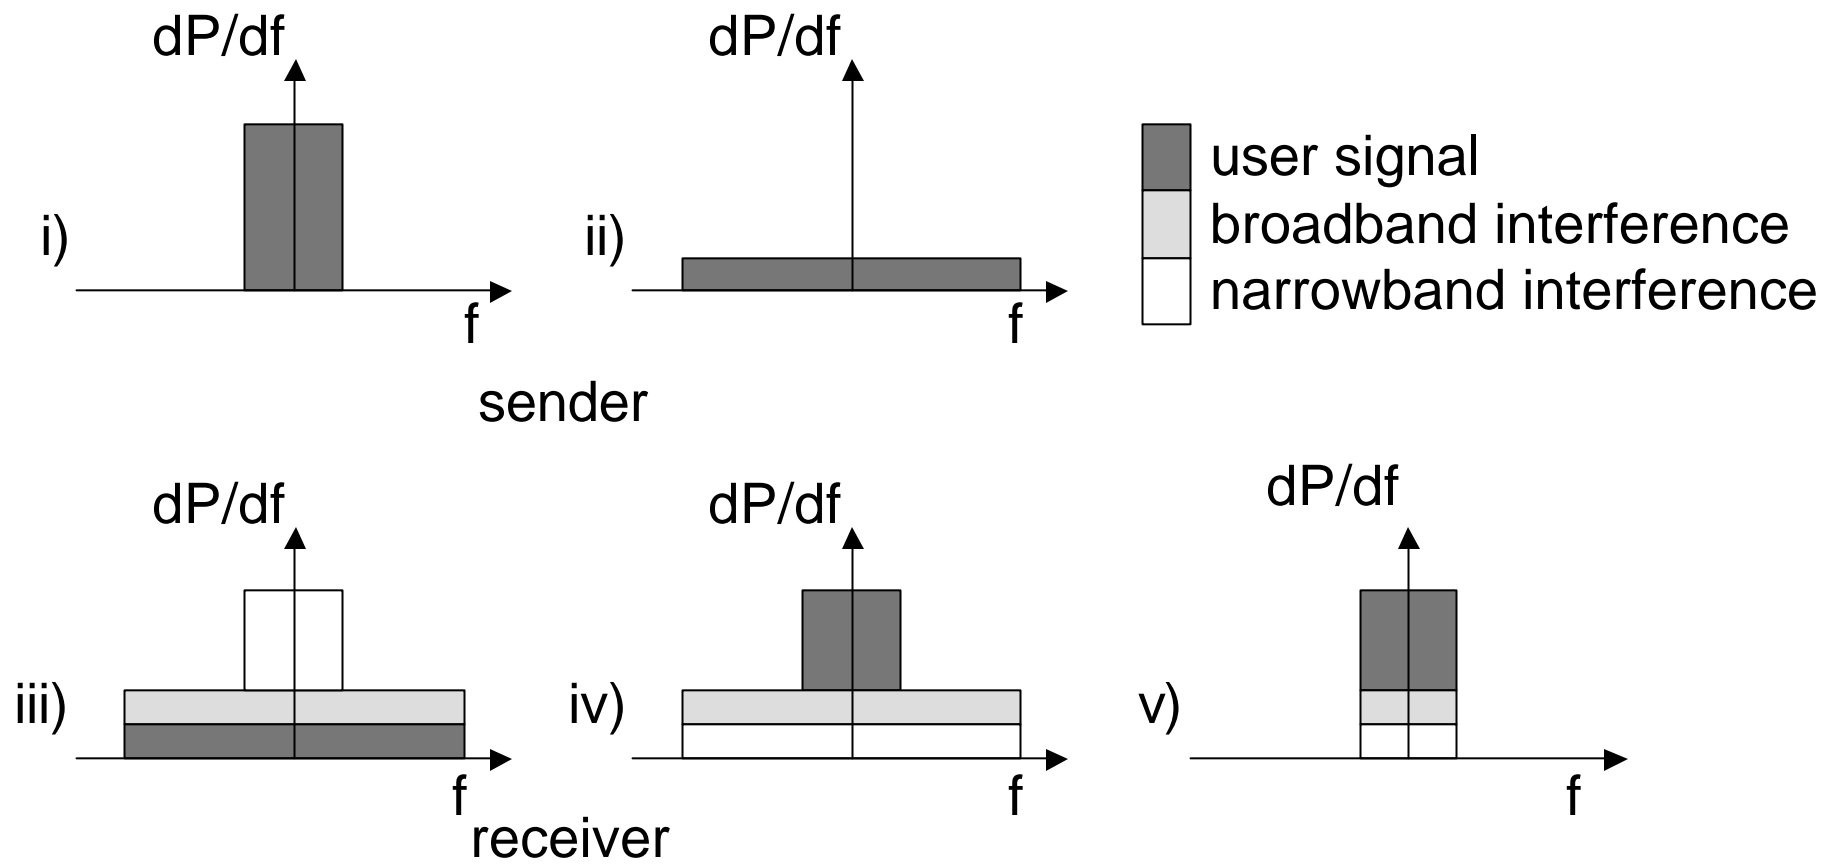 dP/df
dP/df
user signal
broadband interference
narrowband interference
i)
ii)
f
f
sender
dP/df
dP/df
dP/df
iii)
iv)
v)
f
f
f
receiver